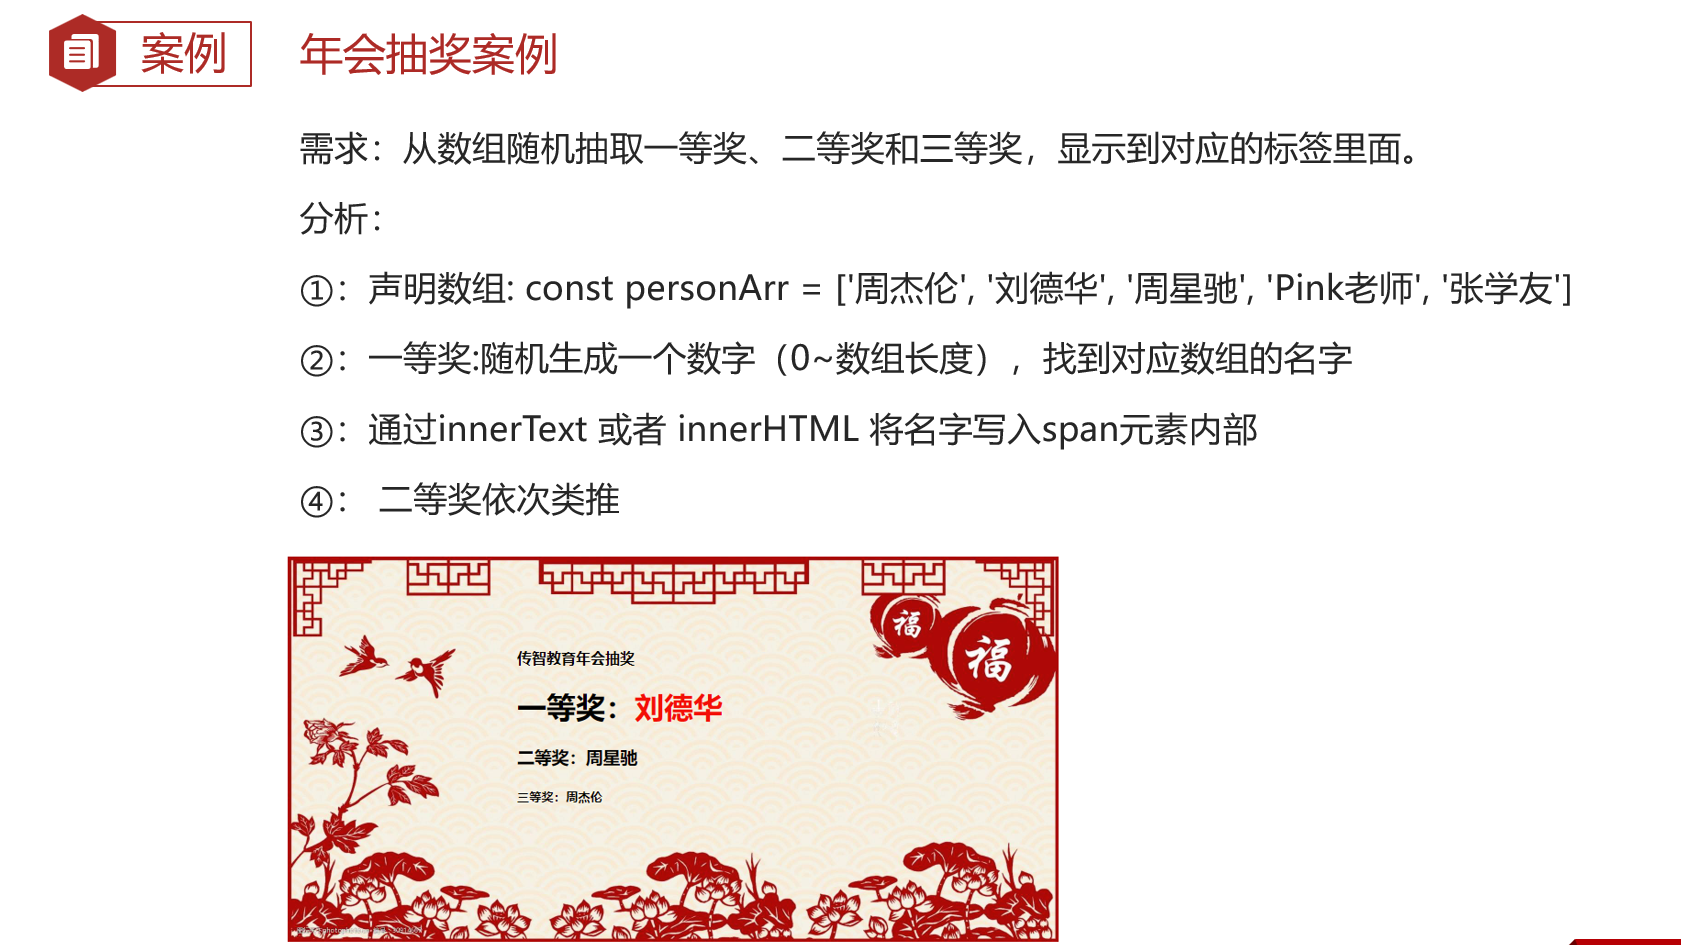 案例
年会抽奖案例
需求：从数组随机抽取一等奖、二等奖和三等奖，显示到对应的标签里面。
分析：
①：声明数组: const personArr = ['周杰伦', '刘德华', '周星驰', 'Pink老师', '张学友']
②：一等奖:随机生成一个数字（0~数组长度），找到对应数组的名字
③：通过innerText 或者 innerHTML 将名字写入span元素内部
④： 二等奖依次类推
福
福
传智教育年会抽奖
一等奖：刘德华
二等奖：周星驰
三等奖：周杰伦